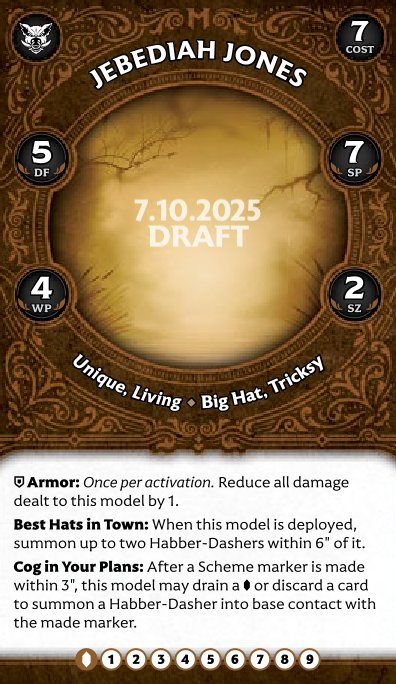 7
COST
JEBEDIAH JONES
5
DF
7
SP
7.10.2025
DRAFT
4
WP
2
SZ
Unique, Living ◆ Big Hat, Tricksy
Armor: Once per activation. Reduce all damage
dealt to this model by 1.
Best Hats in Town: When this model is deployed,
summon up to two Habber-Dashers within 6" of it.
Cog in Your Plans: After a Scheme marker is made
within 3", this model may drain a or discard a card
to summon a Habber-Dasher into base contact with
the made marker.
1 2 3 4 5 6 7 8 9